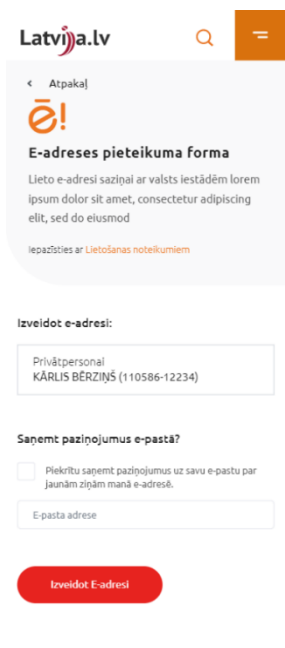 Latvija.lv
Atpakaļ
ē!
E-adreses pieteikuma forma
Lieto e-adresi saziņai ar valsts iestādēm lorem
ipsum dolor sit amet, consectetur adipiscing
elit, sed do eiusmod
Iepazīsties ar Lietošanas noteikumiem
Izveidot e-adresi:
Privātpersonai
KĀRLIS BĒRZIŅŠ (110586-12234)
Saņemt paziņojumus e-pastā?
Piekrītu saņemt paziņojumus uz savu e-pastu par
jaunām ziņām manā e-adresē.
E-pasta adrese
Izveidot E-adresi